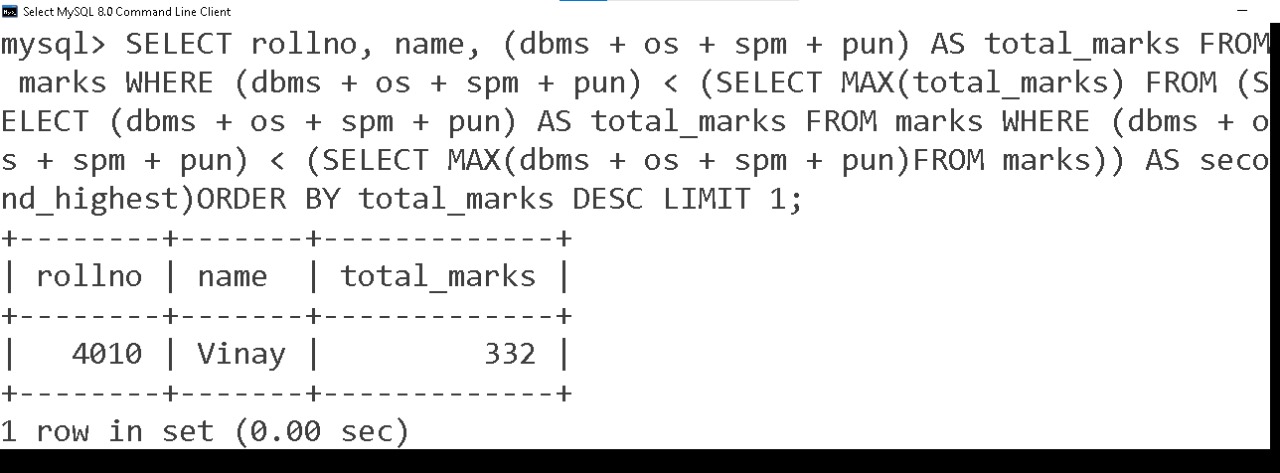 Select MySQL 8.0 Command Line Client
mysql> SELECT rollno, name, (dbms + os + spm + pun) AS total_marks FROM
 marks WHERE (dbms + os + spm + pun) < (SELECT MAX(total_marks) FROM (S
ELECT (dbms + os + spm + pun) AS total_marks FROM marks WHERE (dbms + o
s + spm + pun) < (SELECT MAX(dbms + os + spm + pun)FROM marks)) AS seco
nd_highest)ORDER BY total_marks DESC LIMIT 1;
+--------+-------+-------------+
| rollno | name  | total_marks |
+--------+-------+-------------+
|   4010 | Vinay |         332 |
+--------+-------+-------------+
1 row in set (0.00 sec)